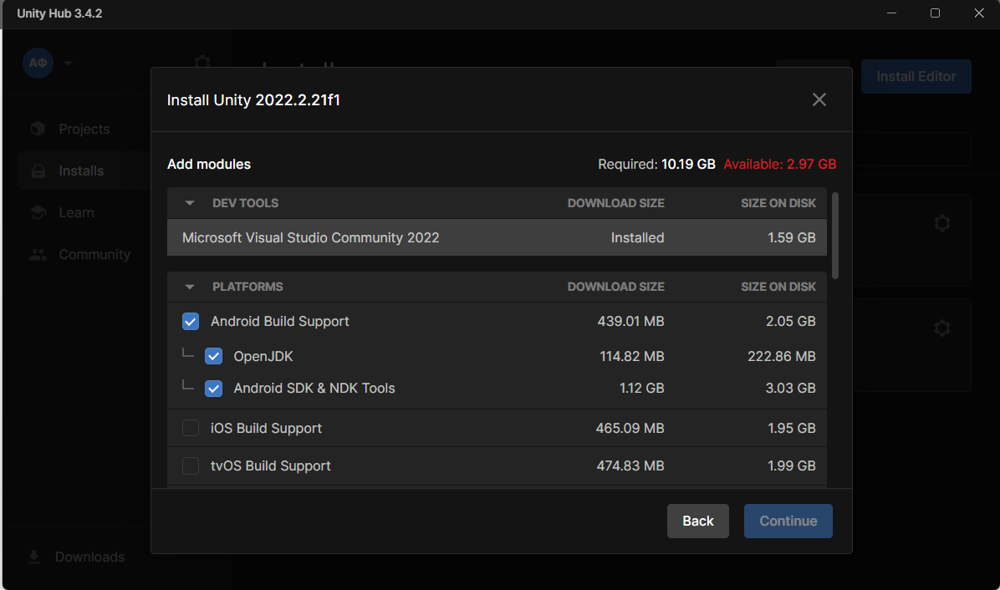 Unity Hub 3.4.2
АФ
Install Editor
Install Unity 2022.2.21f1
Projects
Installs
Learn
Community
Downloads
Add modules
Required: 10.19 GB Available: 2.97 GB
DEV TOOLS DOWNLOAD SIZE SIZE ON DISK
Microsoft Visual Studio Community 2022 Installed 1.59 GB
PLATFORMS DOWNLOAD SIZE SIZE ON DISK
Android Build Support 439.01 MB 2.05 GB
OpenJDK 114.82 MB 222.86 MB
Android SDK & NDK Tools 1.12 GB 3.03 GB
iOS Build Support 465.09 MB 1.95 GB
tvOS Build Support 474.83 MB 1.99 GB
Back Continue